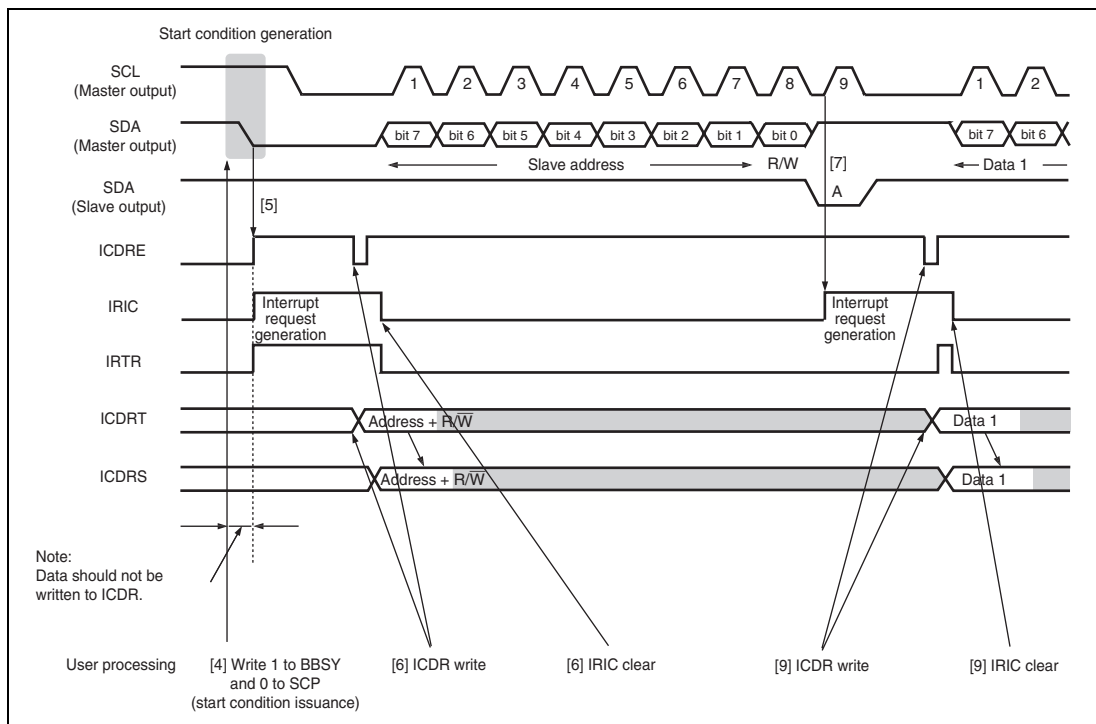 Start condition generation
SCL
(Master output)
1 2 3 4 5 6 7 8 9 1 2
SDA
(Master output)
bit 7 bit 6 bit 5 bit 4 bit 3 bit 2 bit 1 bit 0 bit 7 bit 6
Slave address R/W [7] Data 1
SDA
(Slave output)
A
[5]
ICDRE
IRIC
Interrupt
request
generation
Interrupt
request
generation
IRTR
ICDRT
Address + R/W̅
Data 1
ICDRS
Address + R/W̅
Data 1
Note:
Data should not be
written to ICDR.
User processing
[4] Write 1 to BBSY
and 0 to SCP
(start condition issuance)
[6] ICDR write
[6] IRIC clear
[9] ICDR write
[9] IRIC clear